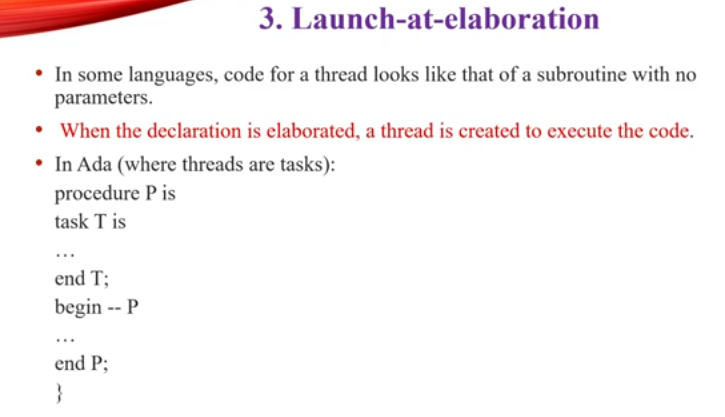 3. Launch-at-elaboration
• In some languages, code for a thread looks like that of a subroutine with no
parameters.
• When the declaration is elaborated, a thread is created to execute the code.
• In Ada (where threads are tasks):
procedure P is
task T is
…
end T;
begin -- P
…
end P;
}